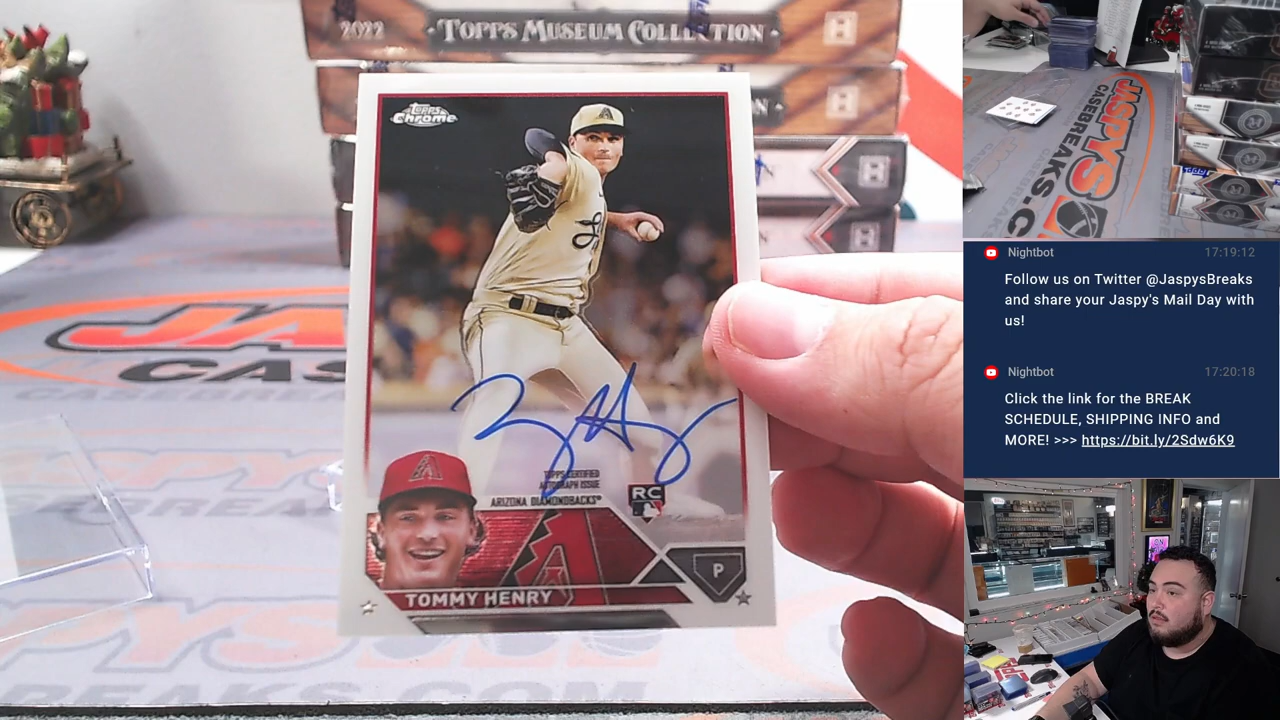 2022 TOPPS MUSEUM COLLECTION H
H
TOPPS
Chrome
A
TOPPS CERTIFIED
AUTOGRAPH ISSUE
ARIZONA DIAMONDBACKS
RC
P
TOMMY HENRY
JA
CAS
JASPYS
CASEBREAKS.C
Nightbot 17:19:12
Follow us on Twitter @JaspysBreaks
and share your Jaspy's Mail Day with
us!
Nightbot 17:20:18
Click the link for the BREAK
SCHEDULE, SHIPPING INFO and
MORE! >>> https://bit.ly/2Sdw6K9